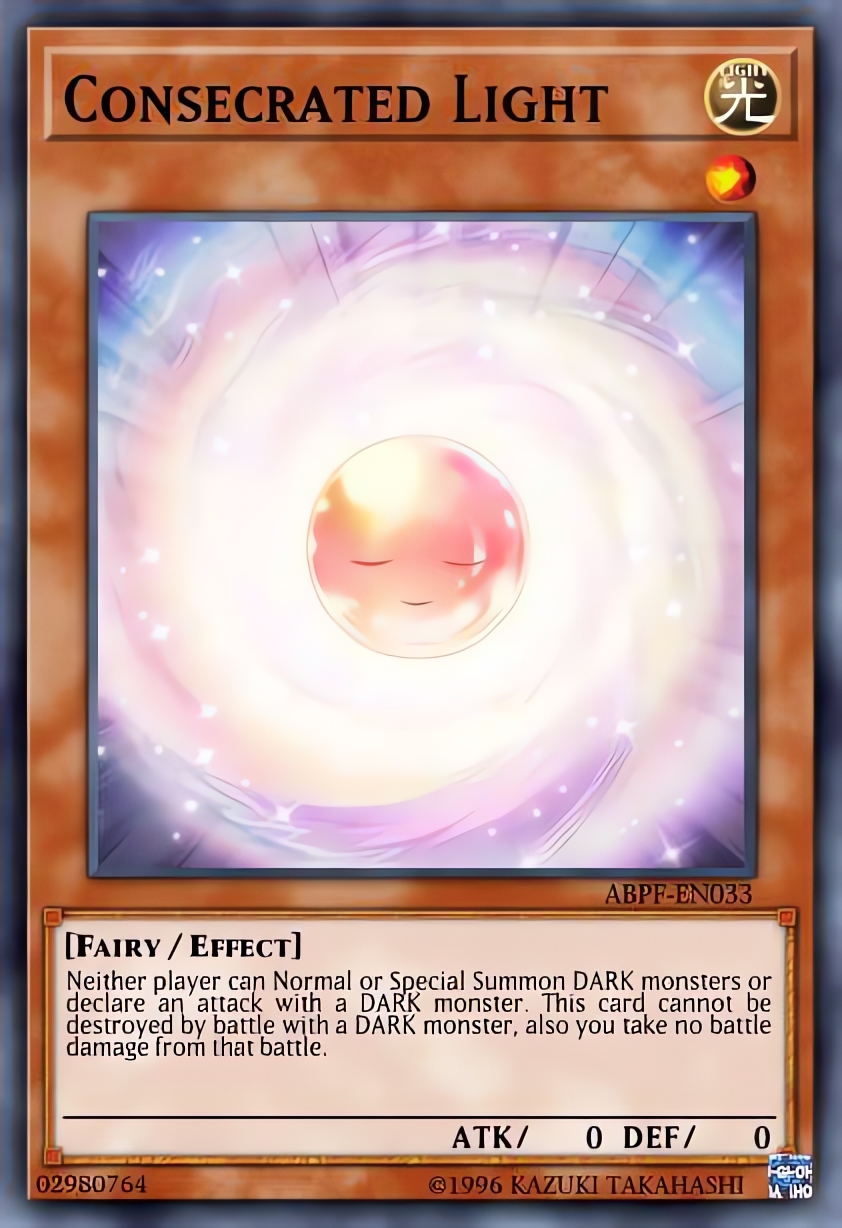 Consecrated Light
光
ABPF-EN033
[Fairy / Effect]
Neither player can Normal or Special Summon DARK monsters or
declare an attack with a DARK monster. This card cannot be
destroyed by battle with a DARK monster, also you take no battle
damage from that battle.
ATK/ 0 DEF/ 0
02980764 ©1996 KAZUKI TAKAHASHI